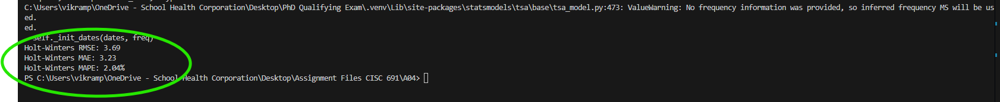 C:\Users\vikramp\OneDrive - School Health Corporation\Desktop\PhD Qualifying Exam\.venv\Lib\site-packages\statsmodels\tsa\base\tsa_model.py:473: ValueWarning: No frequency information was provided, so inferred frequency MS will be us
ed.
ed.
self._init_dates(dates, freq)
Holt-Winters RMSE: 3.69
Holt-Winters MAE: 3.23
Holt-Winters MAPE: 2.04%
PS C:\Users\vikramp\OneDrive - School Health Corporation\Desktop\Assignment Files CISC 691\A04>